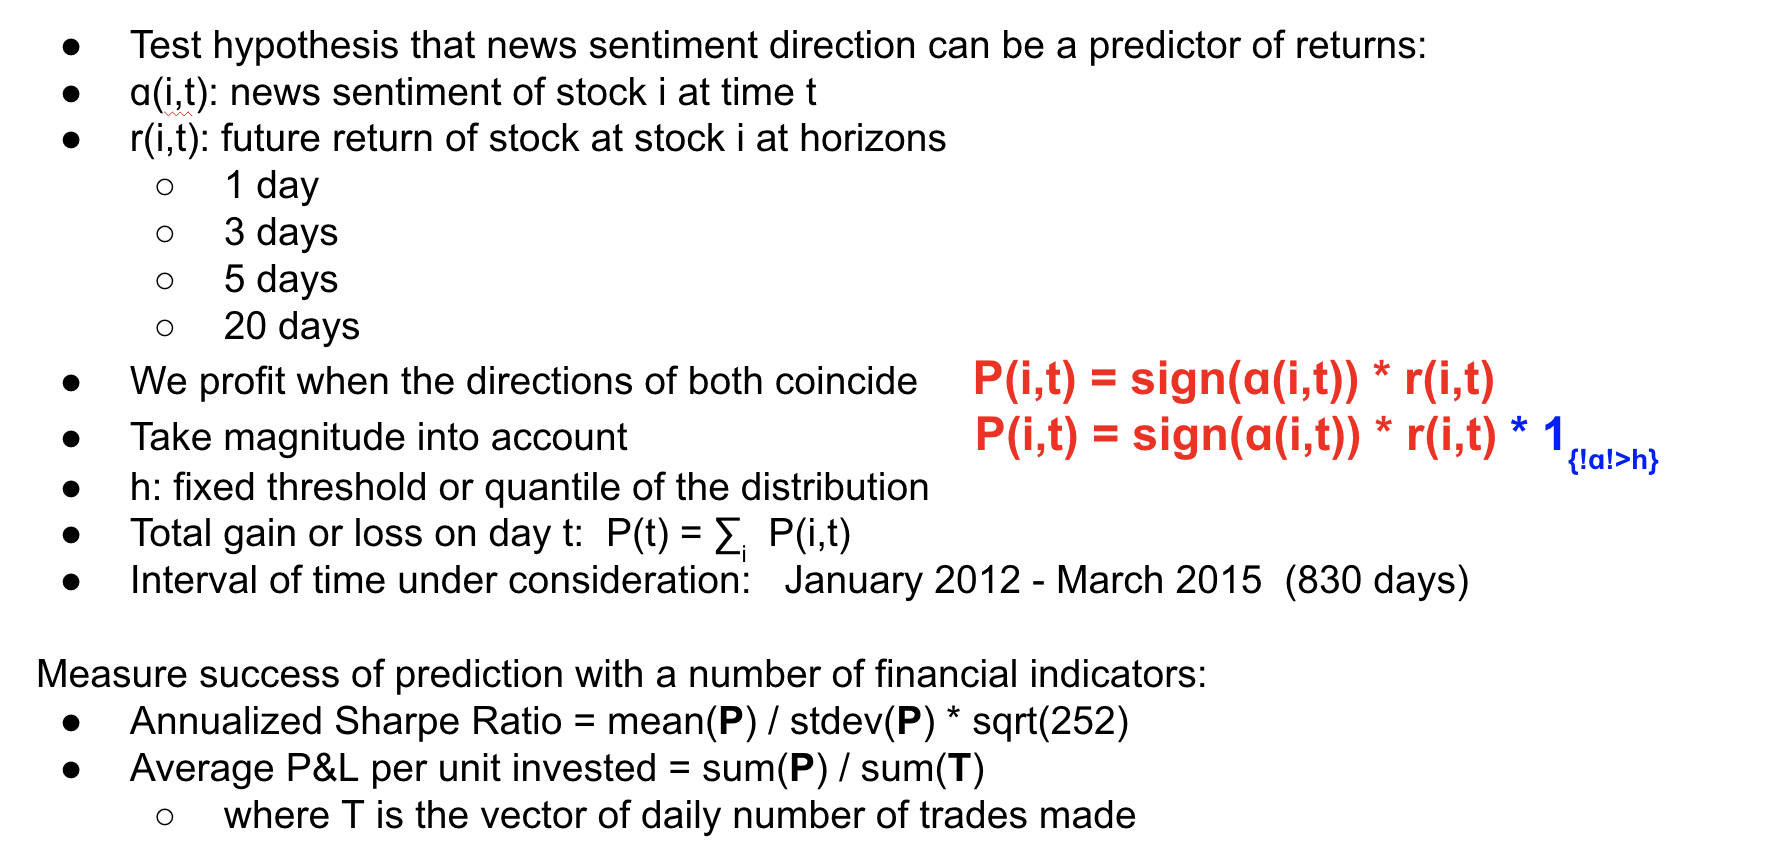 ● Test hypothesis that news sentiment direction can be a predictor of returns:
● ɑ(i,t): news sentiment of stock i at time t
● r(i,t): future return of stock at stock i at horizons
○ 1 day
○ 3 days
○ 5 days
○ 20 days
● We profit when the directions of both coincide P(i,t) = sign(ɑ(i,t)) * r(i,t)
● Take magnitude into account P(i,t) = sign(ɑ(i,t)) * r(i,t) * 1{!ɑ!>h}
● h: fixed threshold or quantile of the distribution
● Total gain or loss on day t: P(t) = ∑i P(i,t)
● Interval of time under consideration: January 2012 - March 2015 (830 days)
Measure success of prediction with a number of financial indicators:
● Annualized Sharpe Ratio = mean(P) / stdev(P) * sqrt(252)
● Average P&L per unit invested = sum(P) / sum(T)
○ where T is the vector of daily number of trades made